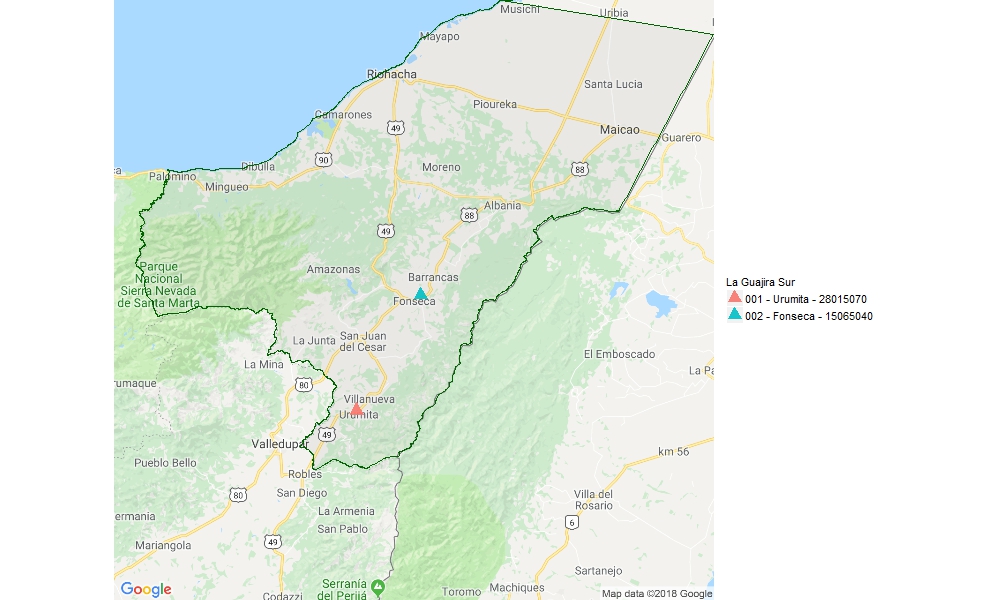 Musichi
Uribia
Mayapo
Riohacha
Santa Lucia
Pioureka
Camarones
49
Maicao
Guarero
90
Dibulla
Moreno
88
Palomino
Mingueo
Albania
88
49
Parque
Nacional
Sierra Nevada
de Santa Marta
Amazonas
Barrancas
Fonseca
La Guajira Sur
001 - Urumita - 28015070
002 - Fonseca - 15065040
La Junta
San Juan
del Cesar
El Emboscado
La Mina
La Pa
rumaque
80
Villanueva
Urumita
49
Valledupar
km 56
Pueblo Bello
Robles
80
San Diego
Villa del
Rosario
ermania
La Armenia
6
San Pablo
Mariangola
49
Sartanejo
Google
Serranía
del Perijá
Codazzi
Toromo
Machiques
Map data ©2018 Google